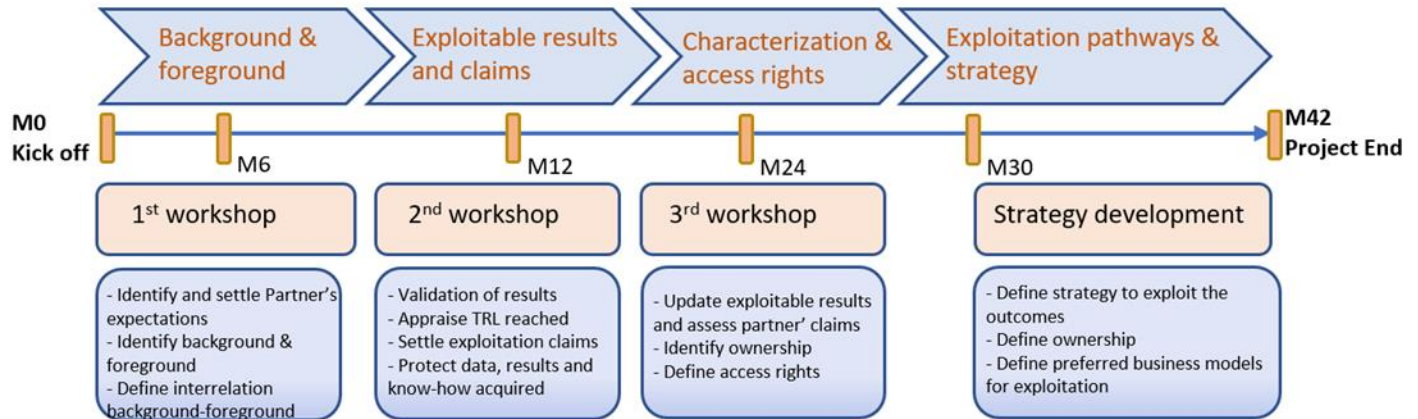 Background &
foreground
Exploitable results
and claims
Characterization &
access rights
Exploitation pathways &
strategy
M0
Kick off
M6
M12
M24
M30
M42
Project End
1st workshop
2nd workshop
3rd workshop
Strategy development
- Identify and settle Partner's
expectations
- Identify background &
foreground
- Define interrelation
background-foreground
- Validation of results
- Appraise TRL reached
- Settle exploitation claims
- Protect data, results and
know-how acquired
- Update exploitable results
and assess partner' claims
- Identify ownership
- Define access rights
- Define strategy to exploit the
outcomes
- Define ownership
- Define preferred business models
for exploitation